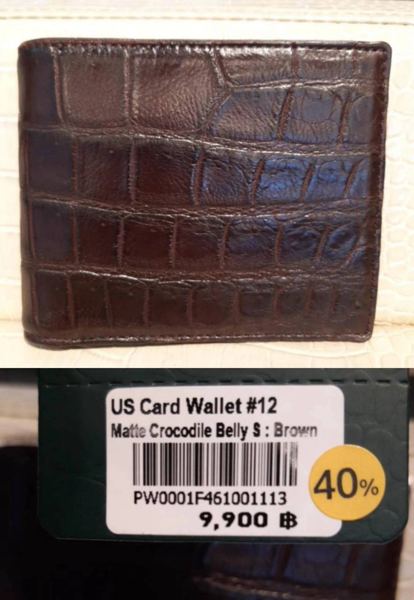 US Card Wallet #12
Matte Crocodile Belly S : Brown
PW0001F461001113
9,900 ฿
40%